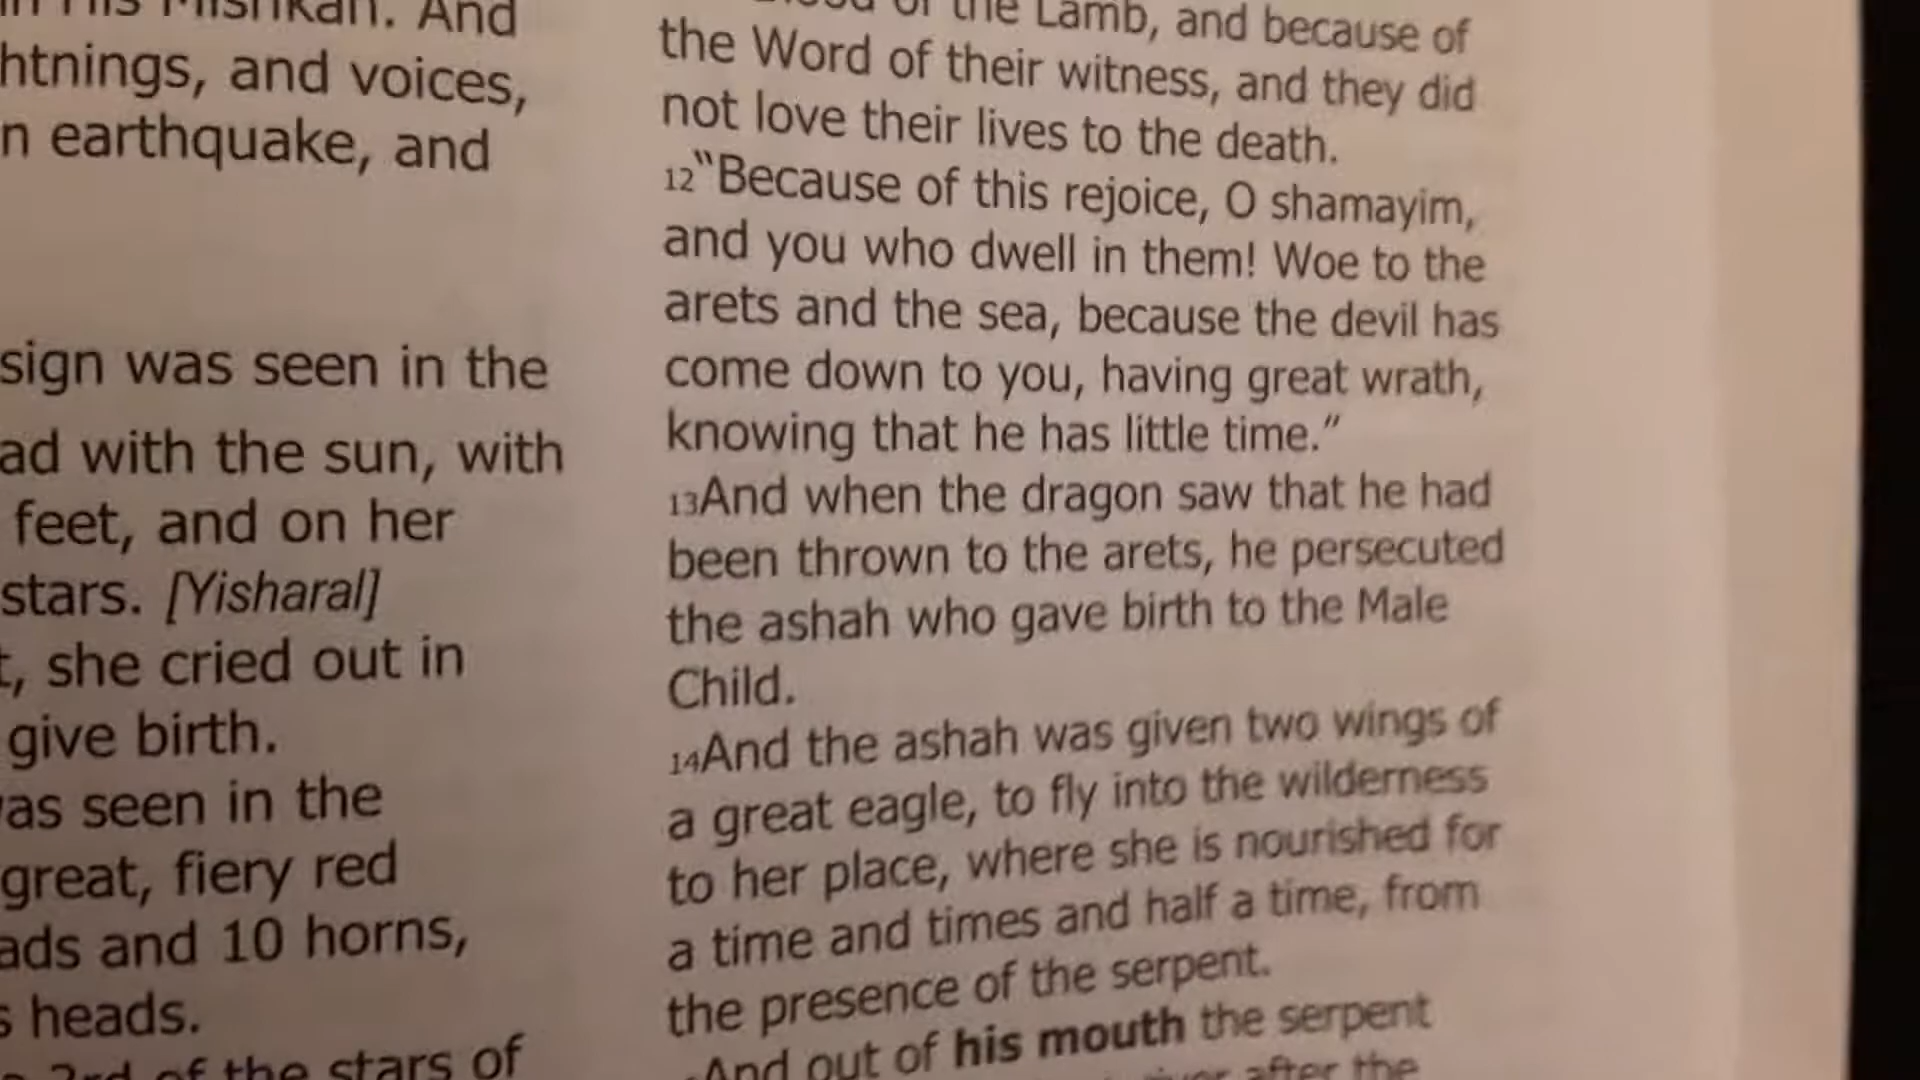 in His Mishkan. And
htnings, and voices,
n earthquake, and
sign was seen in the
ad with the sun, with
feet, and on her
stars. [Yisharal]
t, she cried out in
give birth.
as seen in the
great, fiery red
ads and 10 horns,
s heads.
3rd of the stars of
of the Lamb, and because of
the Word of their witness, and they did
not love their lives to the death.
12"Because of this rejoice, O shamayim,
and you who dwell in them! Woe to the
arets and the sea, because the devil has
come down to you, having great wrath,
knowing that he has little time."
13And when the dragon saw that he had
been thrown to the arets, he persecuted
the ashah who gave birth to the Male
Child.
14And the ashah was given two wings of
a great eagle, to fly into the wilderness
to her place, where she is nourished for
a time and times and half a time, from
the presence of the serpent.
And out of his mouth the serpent
river after the